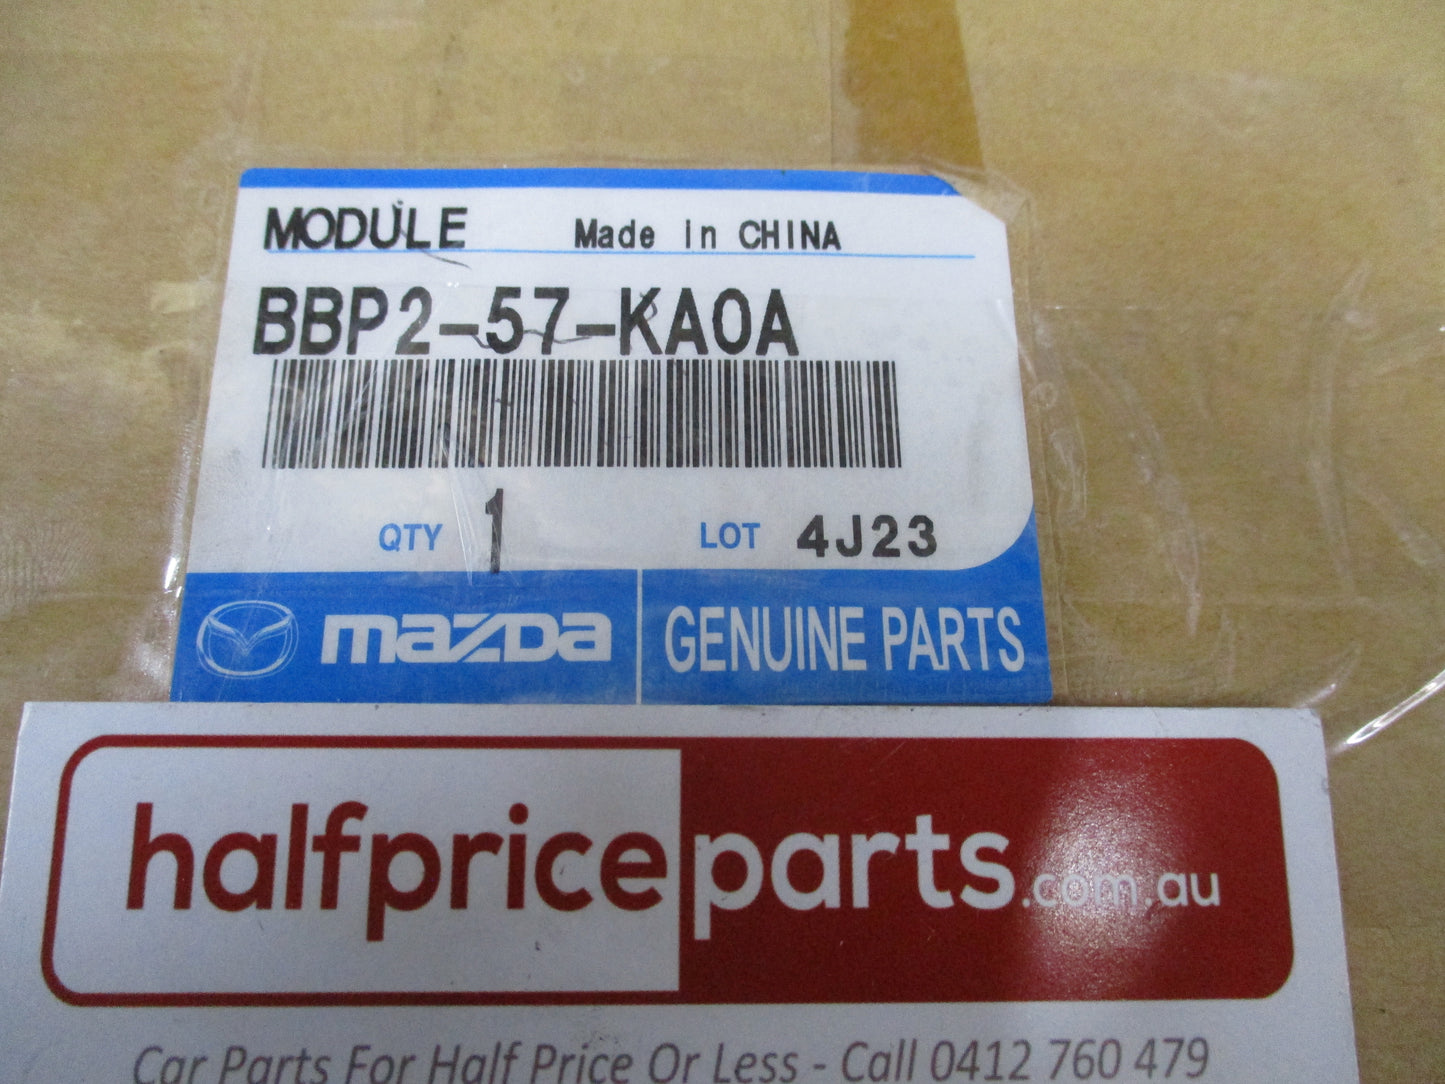 MODULE Made in CHINA
BBP2-57-KA0A
QTY 1 LOT 4J23
mazda GENUINE PARTS
halfpriceparts.com.au
Car Parts For Half Price Or Less - Call 0412 760 479